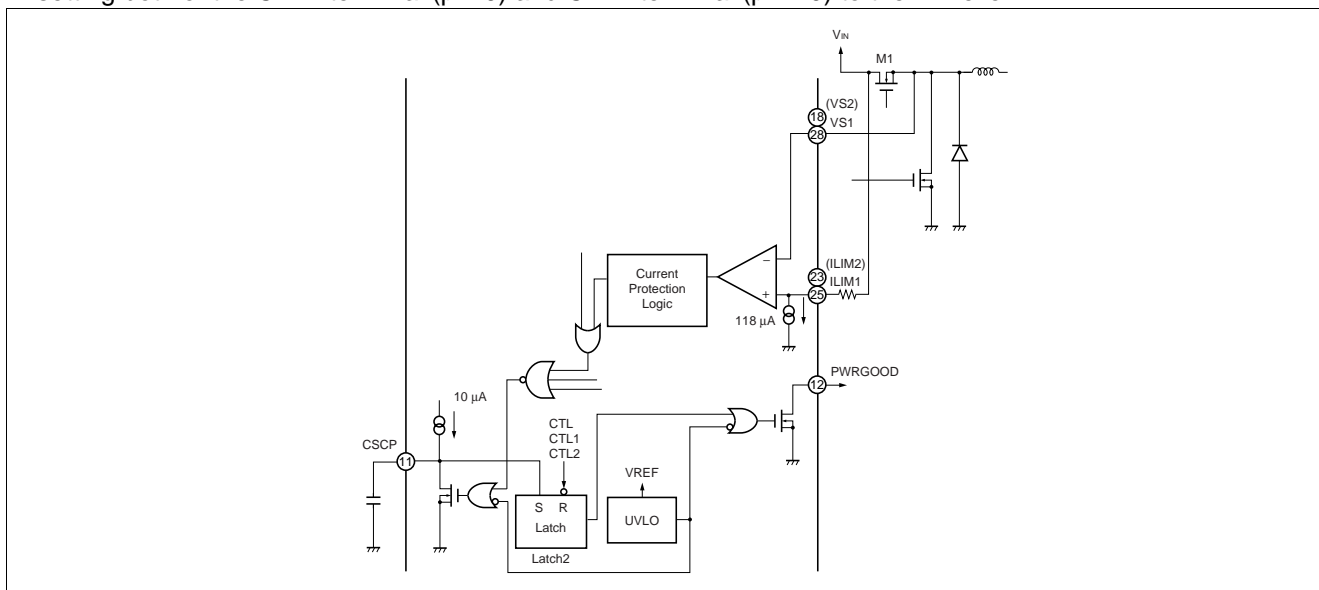 VIN
M1
(VS2)
18
VS1
28
(ILIM2)
23
ILIM1
25
Current
Protection
Logic
−
+
118 μA
PWRGOOD
12
10 μA
CSCP
11
CTL
CTL1
CTL2
VREF
S R
Latch
UVLO
Latch2